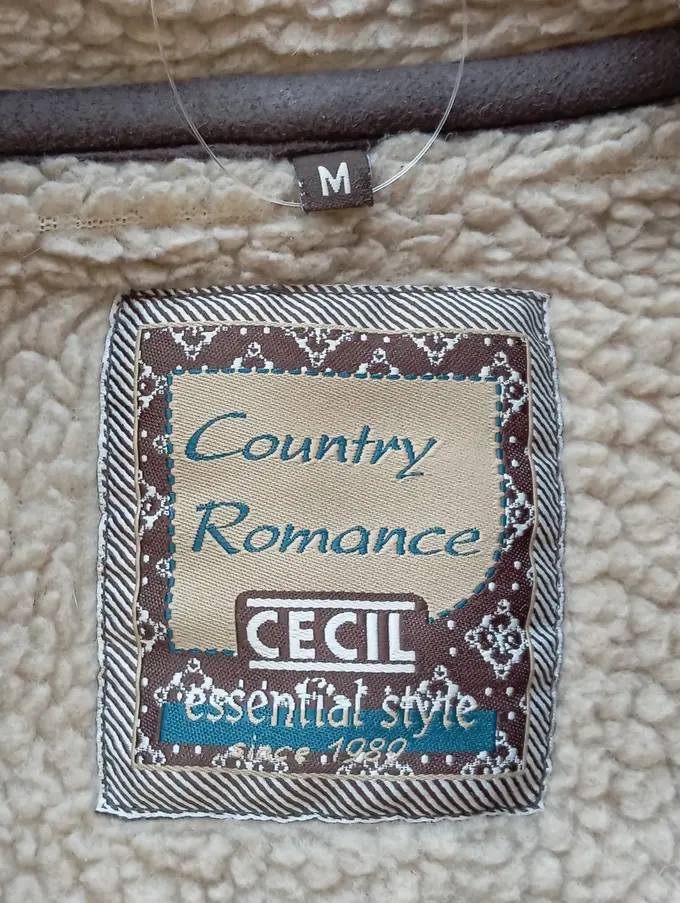 M
Country
Romance
CECIL
essential style
since 1989